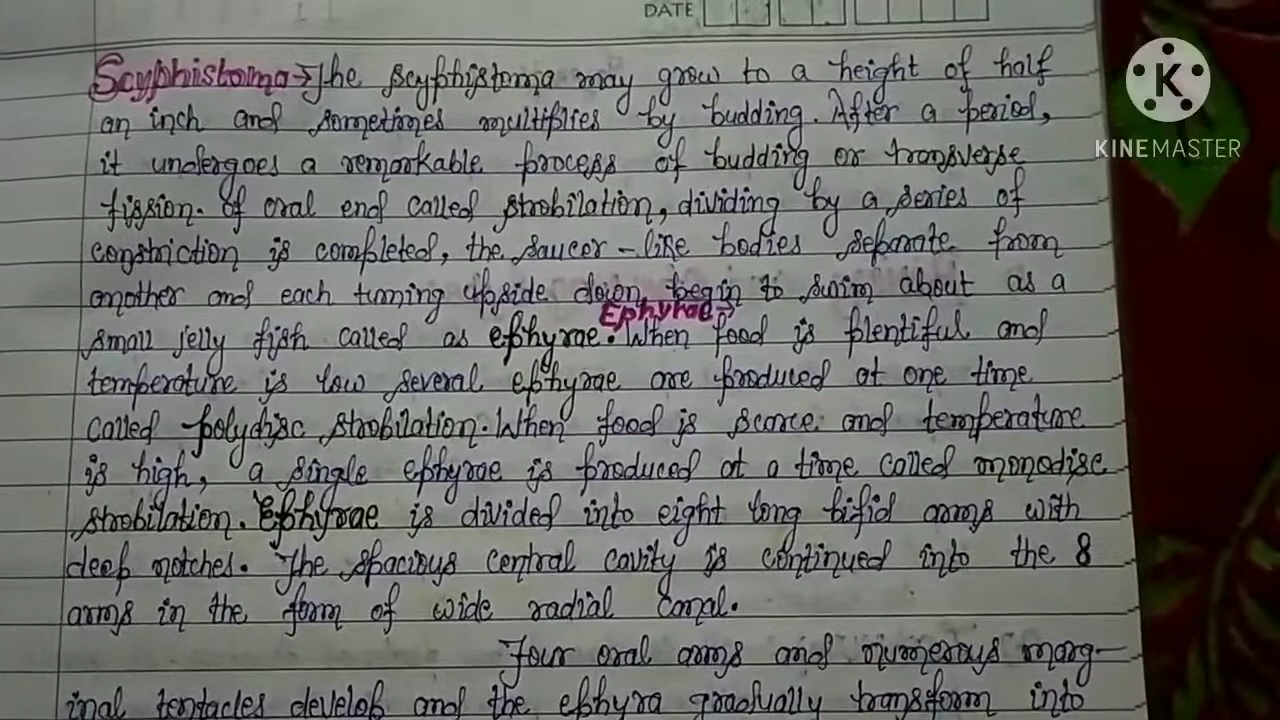 DATE
Scyphistoma → The scyphistoma may grow to a height of half
an inch and sometimes multiplies by budding. After a period,
it undergoes a remarkable process of budding or transverse
fission. Of oral end called strobilation, dividing by a series of
constriction is completed, the saucer-like bodies separate from
another and each turning upside down begin to swim about as a
Ephyrae →
small jelly fish called as ephyrae. When food is plentiful and
temperature is low several ephyrae are produced at one time
called polydisc strobilation. When food is scarce and temperature
is high, a single ephyrae is produced at a time called monodisc
strobilation. Ephyrae is divided into eight long bifid arms with
deep notches. The spacious central cavity is continued into the 8
arms in the form of wide radial canal.
Four oral arms and numerous marg-
inal tentacles develop and the ephyra gradually transform into
K
KINEMASTER